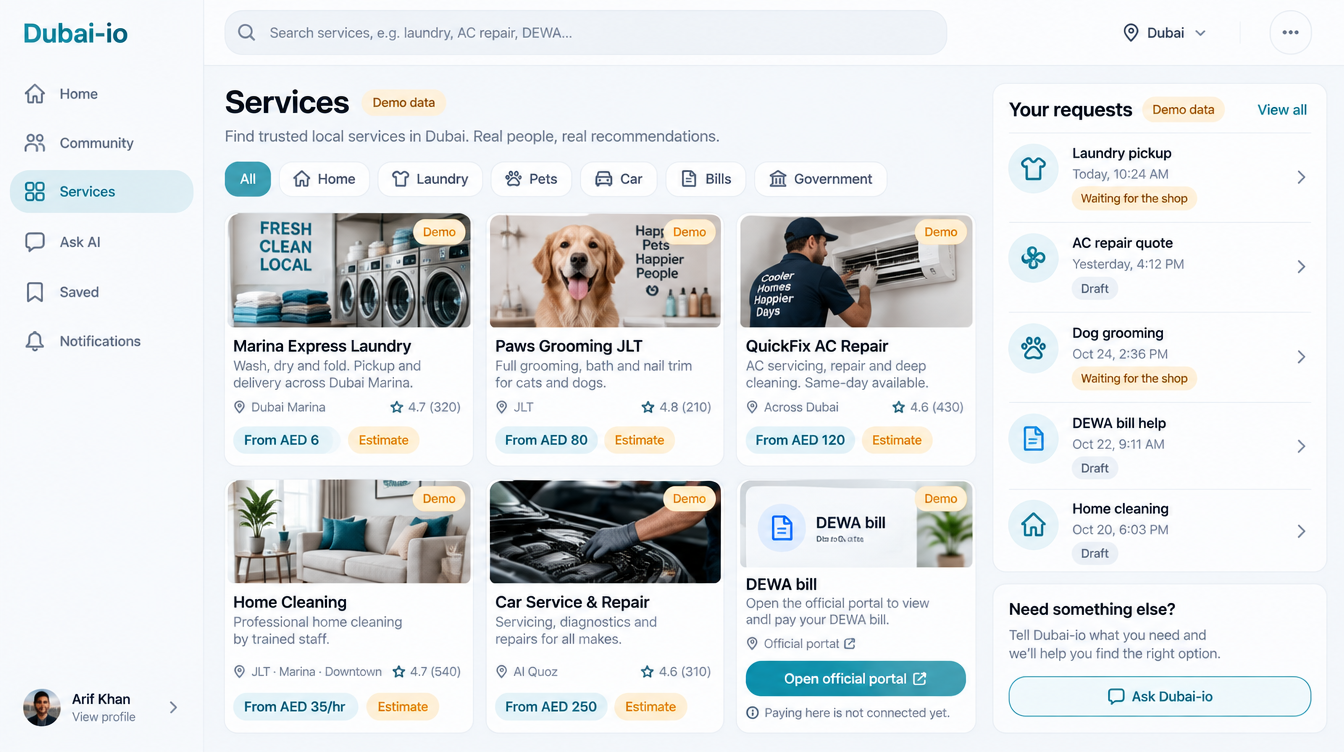 Dubai-io
Search services, e.g. laundry, AC repair, DEWA...
Dubai
Home
Community
Services
Ask AI
Saved
Notifications
Arif Khan
View profile
Services
Demo data
Find trusted local services in Dubai. Real people, real recommendations.
All
Home
Laundry
Pets
Car
Bills
Government
FRESH
CLEAN
LOCAL
Demo
Marina Express Laundry
Wash, dry and fold. Pickup and
delivery across Dubai Marina.
Dubai Marina
4.7 (320)
From AED 6
Estimate
Pets
Happier
People
Demo
Paws Grooming JLT
Full grooming, bath and nail trim
for cats and dogs.
JLT
4.8 (210)
From AED 80
Estimate
Cooler
Homes
Happier
Days
Demo
QuickFix AC Repair
AC servicing, repair and deep
cleaning. Same-day available.
Across Dubai
4.6 (430)
From AED 120
Estimate
Demo
Home Cleaning
Professional home cleaning
by trained staff.
JLT · Marina · Downtown
4.7 (540)
From AED 35/hr
Estimate
Demo
Car Service & Repair
Servicing, diagnostics and
repairs for all makes.
Al Quoz
4.6 (310)
From AED 250
Estimate
DEWA bill
Demo
DEWA bill
Open the official portal to view
and pay your DEWA bill.
Official portal
Open official portal
Paying here is not connected yet.
Your requests
Demo data
View all
Laundry pickup
Today, 10:24 AM
Waiting for the shop
AC repair quote
Yesterday, 4:12 PM
Draft
Dog grooming
Oct 24, 2:36 PM
Waiting for the shop
DEWA bill help
Oct 22, 9:11 AM
Draft
Home cleaning
Oct 20, 6:03 PM
Draft
Need something else?
Tell Dubai-io what you need and
we'll help you find the right option.
Ask Dubai-io